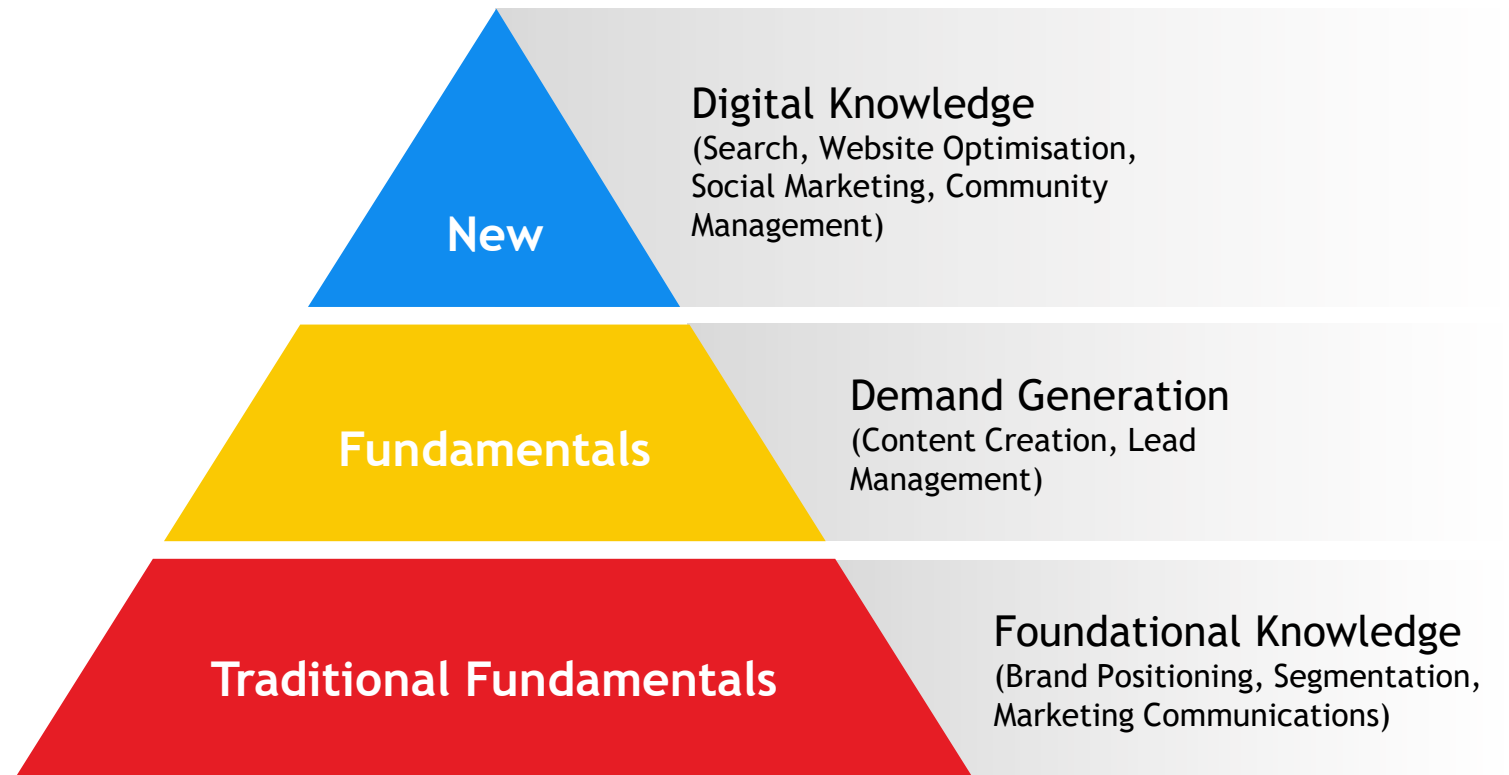 New
Digital Knowledge
(Search, Website Optimisation,
Social Marketing, Community
Management)
Fundamentals
Demand Generation
(Content Creation, Lead
Management)
Traditional Fundamentals
Foundational Knowledge
(Brand Positioning, Segmentation,
Marketing Communications)